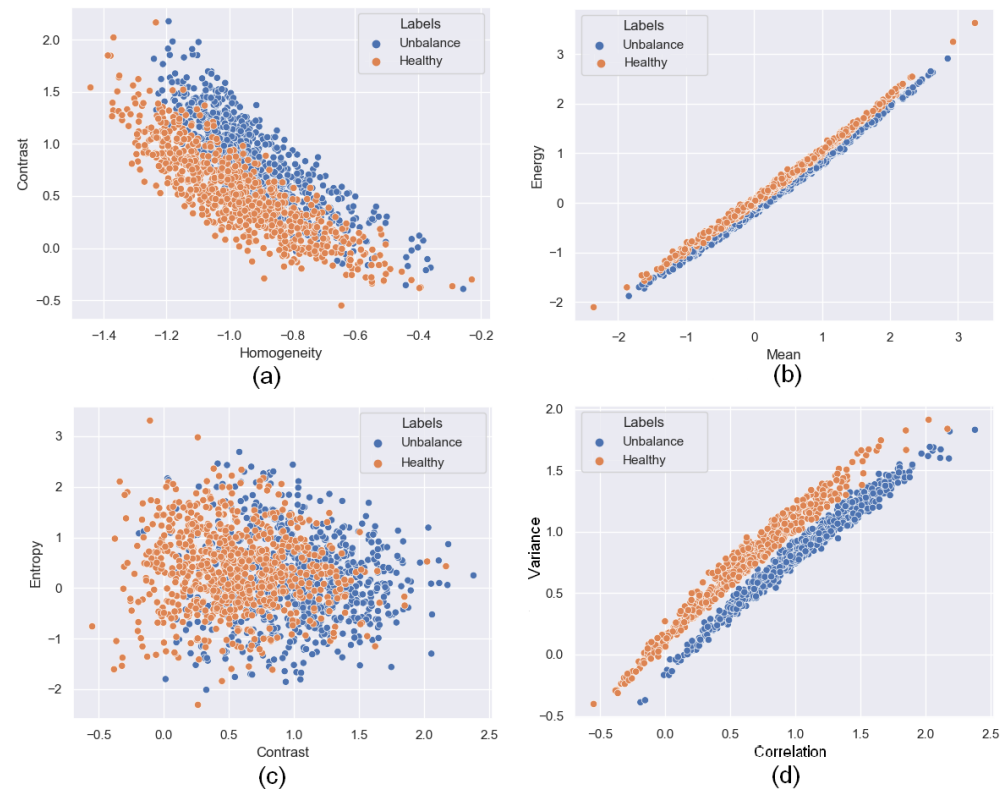 Labels
Unbalance
Healthy
2.0
1.5
1.0
0.5
0.0
−0.5
Contrast
−1.4 −1.2 −1.0 −0.8 −0.6 −0.4 −0.2
Homogeneity
(a)
Labels
Unbalance
Healthy
3
2
1
0
−1
−2
Energy
−2 −1 0 1 2 3
Mean
(b)
Labels
Unbalance
Healthy
3
2
1
0
−1
−2
Entropy
−0.5 0.0 0.5 1.0 1.5 2.0 2.5
Contrast
(c)
Labels
Unbalance
Healthy
2.0
1.5
1.0
0.5
0.0
−0.5
Variance
−0.5 0.0 0.5 1.0 1.5 2.0 2.5
Correlation
(d)